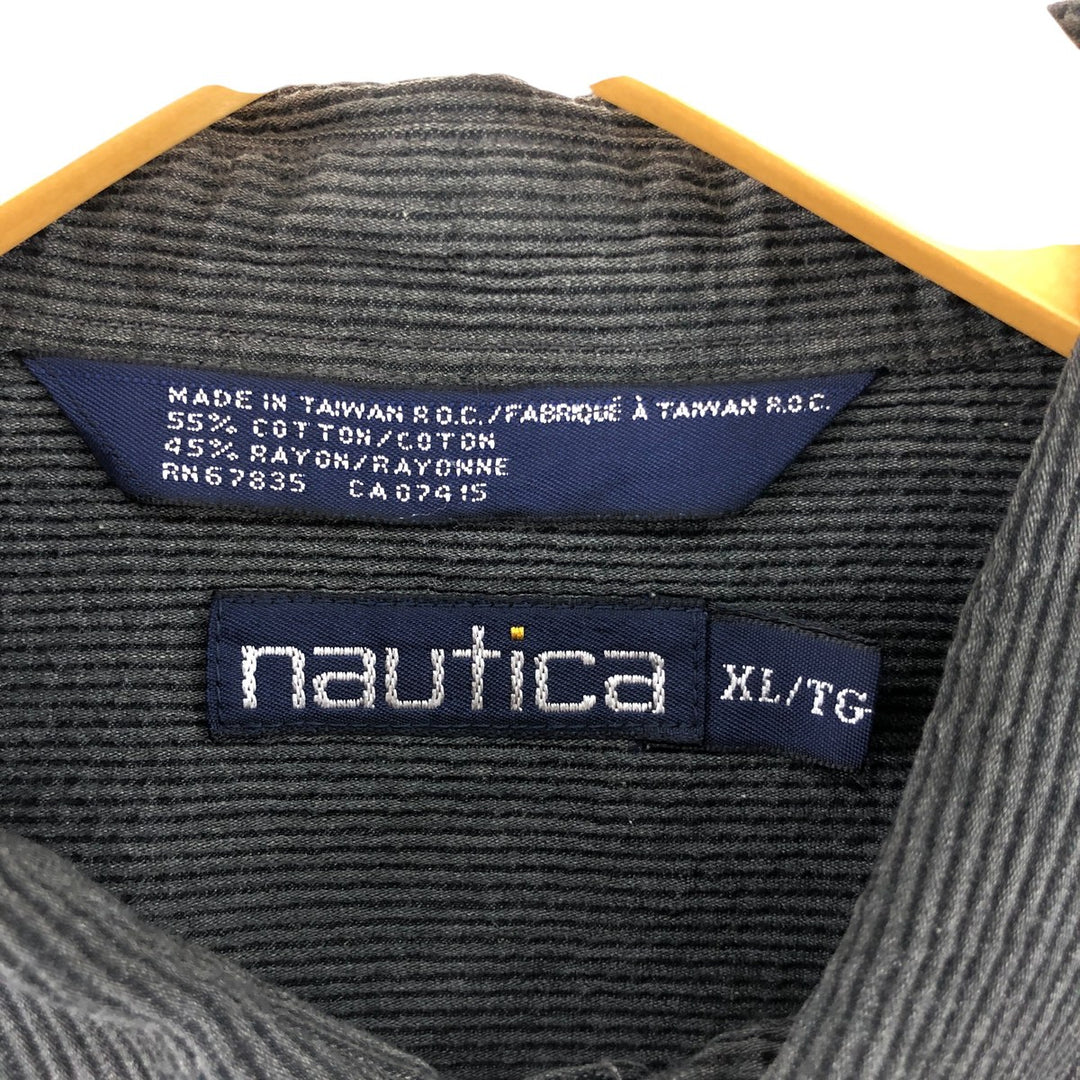 MADE IN TAIWAN R.O.C./FABRIQUÉ À TAIWAN R.O.C.
55% COTTON/COTON
45% RAYON/RAYONNE
RN67835 CA07415
nautica
XL/TG